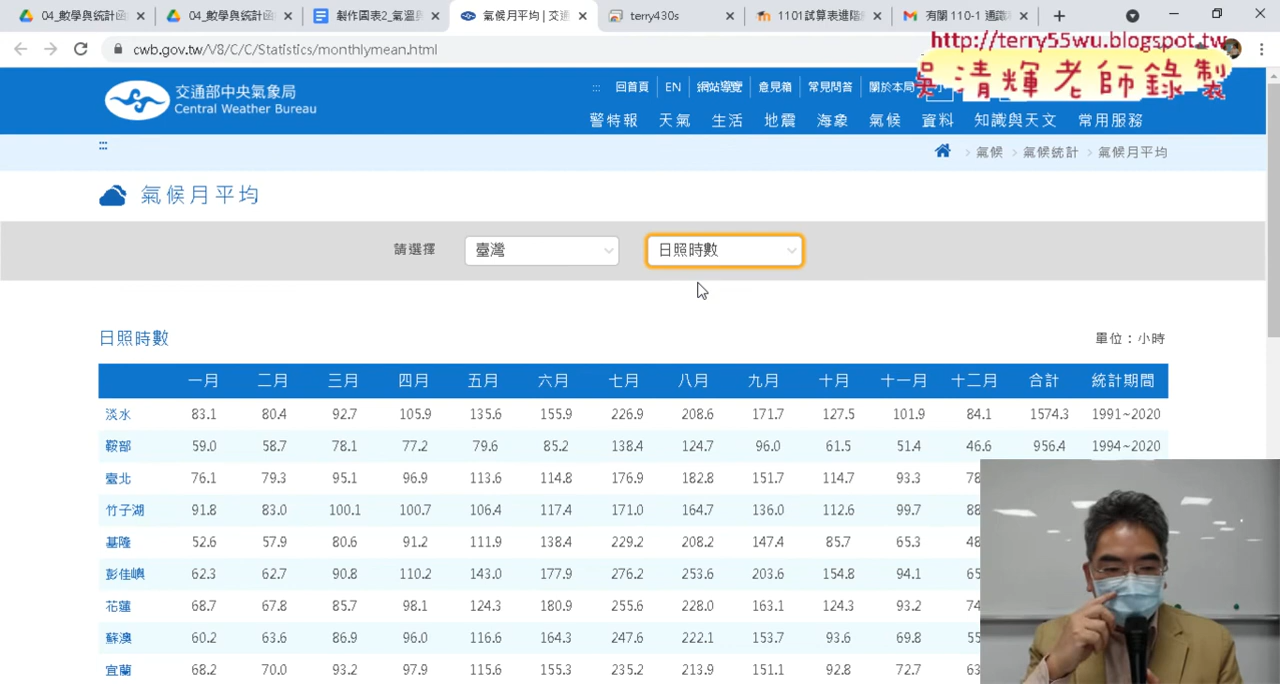 04_數學與統計函
04_數學與統計函
製作圖表2_氣溫與
氣候月平均 | 交通
terry430s
1101試算表進階
有關 110-1 通識
cwb.gov.tw/V8/C/C/Statistics/monthlymean.html
http://terry55wu.blogspot.tw
吳清輝老師錄製
交通部中央氣象局
Central Weather Bureau
::: 回首頁 EN 網站導覽 意見箱 常見問答 關於本局 小
警特報 天氣 生活 地震 海象 氣候 資料 知識與天文 常用服務
:::
> 氣候 > 氣候統計 > 氣候月平均
氣候月平均
請選擇 臺灣 日照時數
日照時數 單位：小時
一月 二月 三月 四月 五月 六月 七月 八月 九月 十月 十一月 十二月 合計 統計期間
淡水 83.1 80.4 92.7 105.9 135.6 155.9 226.9 208.6 171.7 127.5 101.9 84.1 1574.3 1991~2020
鞍部 59.0 58.7 78.1 77.2 79.6 85.2 138.4 124.7 96.0 61.5 51.4 46.6 956.4 1994~2020
臺北 76.1 79.3 95.1 96.9 113.6 114.8 176.9 182.8 151.7 114.7 93.3 78
竹子湖 91.8 83.0 100.1 100.7 106.4 117.4 171.0 164.7 136.0 112.6 99.7 88
基隆 52.6 57.9 80.6 91.2 111.9 138.4 229.2 208.2 147.4 85.7 65.3 48
彭佳嶼 62.3 62.7 90.8 110.2 143.0 177.9 276.2 253.6 203.6 154.8 94.1 65
花蓮 68.7 67.8 85.7 98.1 124.3 180.9 255.6 228.0 163.1 124.3 93.2 74
蘇澳 60.2 63.6 86.9 96.0 116.6 164.3 247.6 222.1 153.7 93.6 69.8 55
宜蘭 68.2 70.0 93.2 97.9 115.6 155.3 235.2 213.9 151.1 92.8 72.7 63